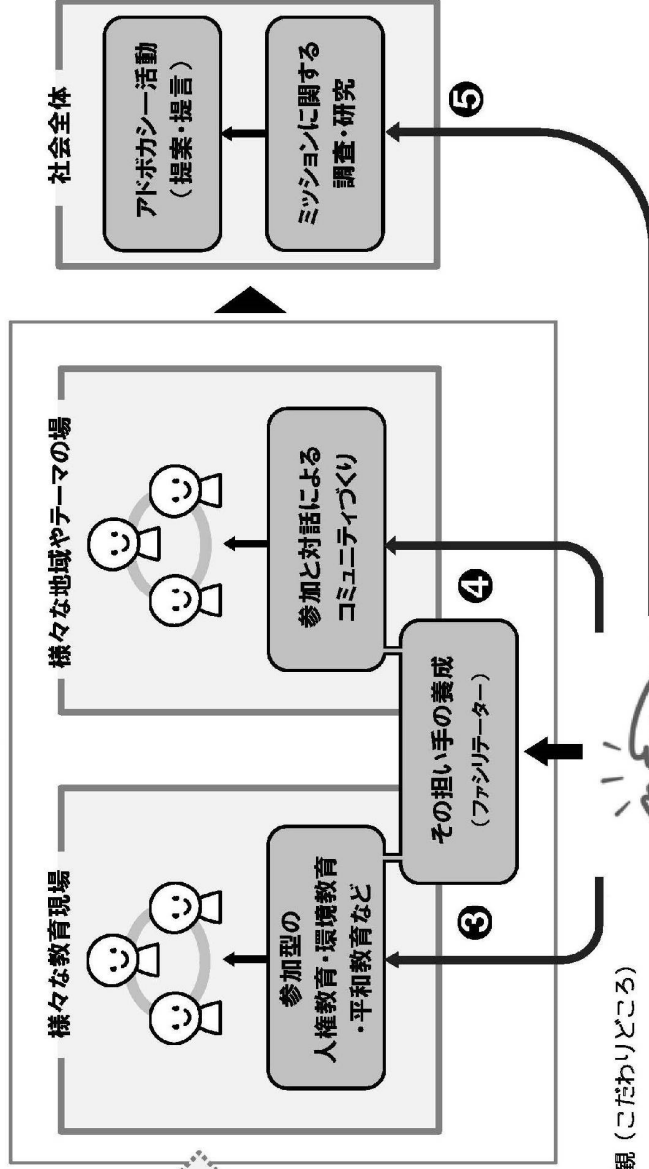 様々な教育現場
参加型の
人権教育・環境教育
・平和教育など
❸
様々な地域やテーマの場
参加と対話による
コミュニティづくり
❹
その担い手の養成
（ファシリテーター）
社会全体
アドボカシー活動
（提案・提言）
ミッションに関する
調査・研究
❺
観（こだわりどころ）